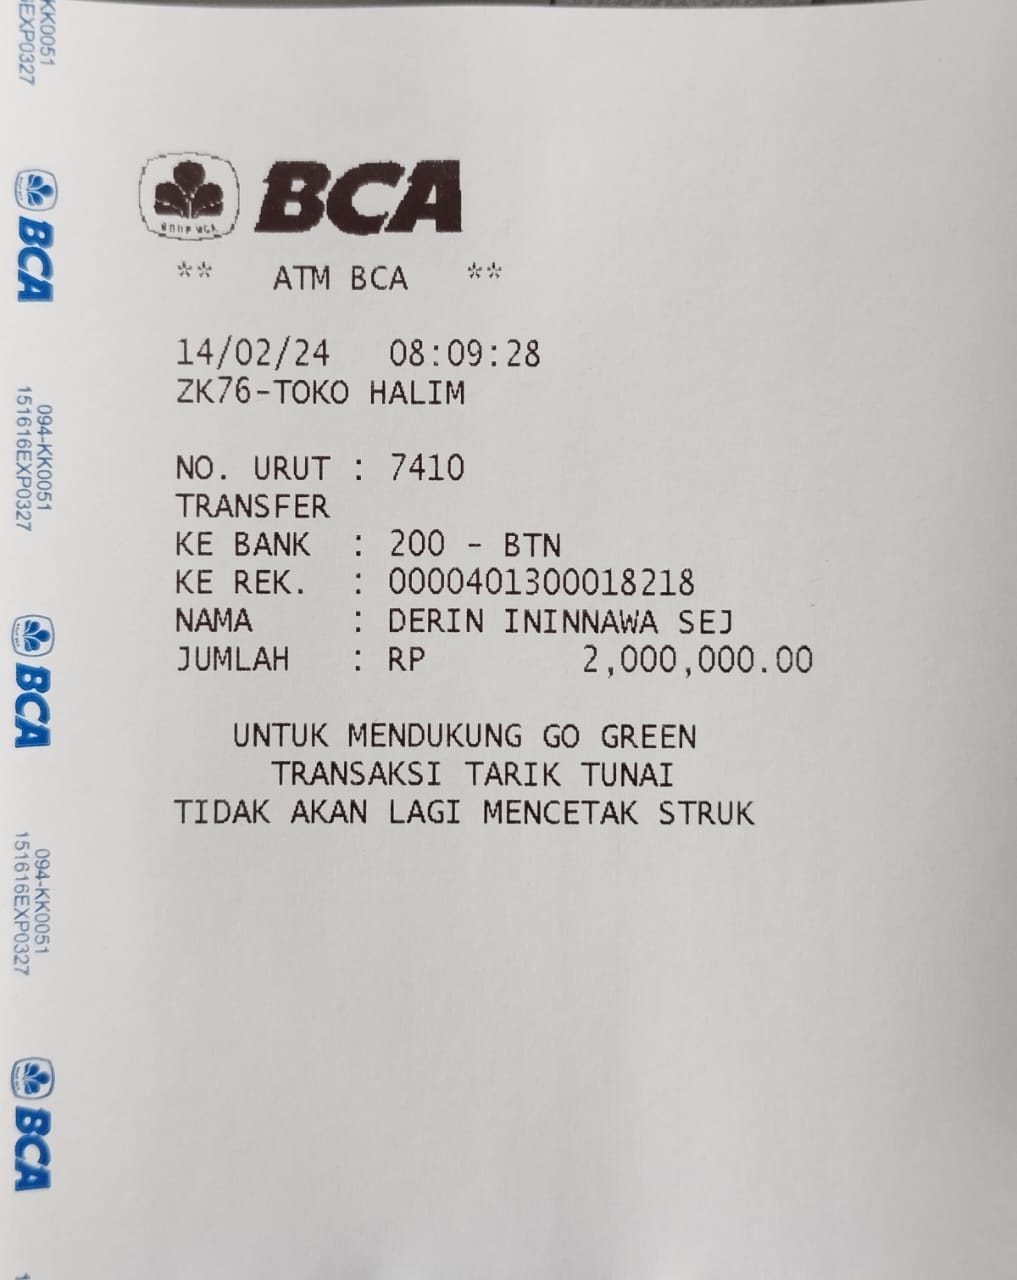 KK0051
EXP0327
BCA
094-KK0051
151616EXP0327
BCA
094-KK0051
151616EXP0327
BCA
BCA
** ATM BCA **
14/02/24 08:09:28
ZK76-TOKO HALIM
NO. URUT : 7410
TRANSFER
KE BANK : 200 - BTN
KE REK. : 0000401300018218
NAMA : DERIN ININNAWA SEJ
JUMLAH : RP 2,000,000.00
UNTUK MENDUKUNG GO GREEN
TRANSAKSI TARIK TUNAI
TIDAK AKAN LAGI MENCETAK STRUK